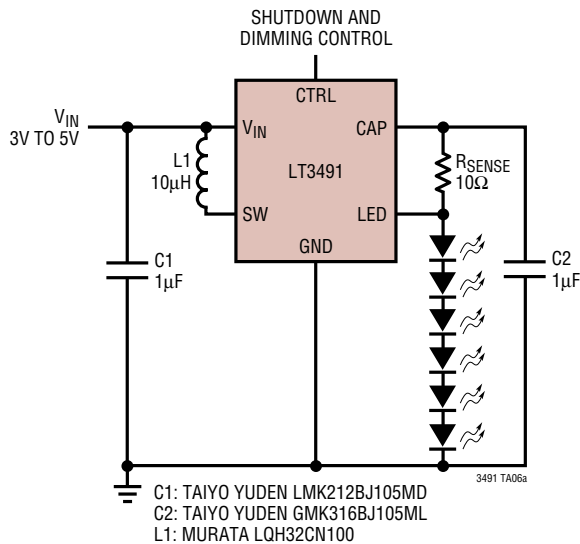 SHUTDOWN AND
DIMMING CONTROL
CTRL
VIN
3V TO 5V
VIN
CAP
L1
10µH
LT3491
RSENSE
10Ω
SW
LED
GND
C1
1µF
C2
1µF
3491 TA06a
C1: TAIYO YUDEN LMK212BJ105MD
C2: TAIYO YUDEN GMK316BJ105ML
L1: MURATA LQH32CN100